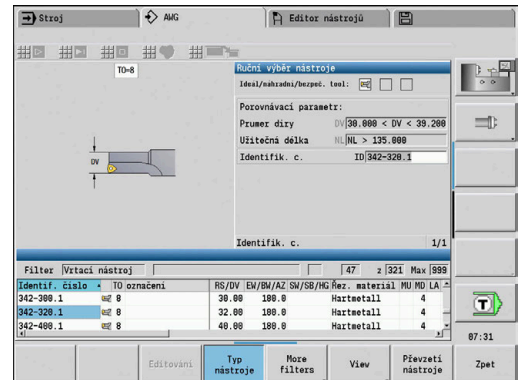 Stroj
AWG
Editor nástrojů
TO=8
DV
Ruční výběr nástroje
Ideal/náhradní/bezpeč. tool:
Porovnávací parametr:
Prumer díry DV 30.000 < DV < 39.200
Užitečná délka NL NL > 135.000
Identifik. c. ID 342-320.1
Identifik. c. 1/1
Filter Vrtací nástroj 47 z 321 Max 999
Identif. číslo TO označení RS/DV EW/BW/AZ SW/SB/HG Řez. materiál MU MD LA
342-300.1 8 30.00 180.0 Hartmetall 4
342-320.1 8 32.00 180.0 Hartmetall 4
342-400.1 8 40.00 180.0 Hartmetall 4
T
07:31
Editování
Typ nástroje
More filters
View
Převzetí nástroje
Zpet